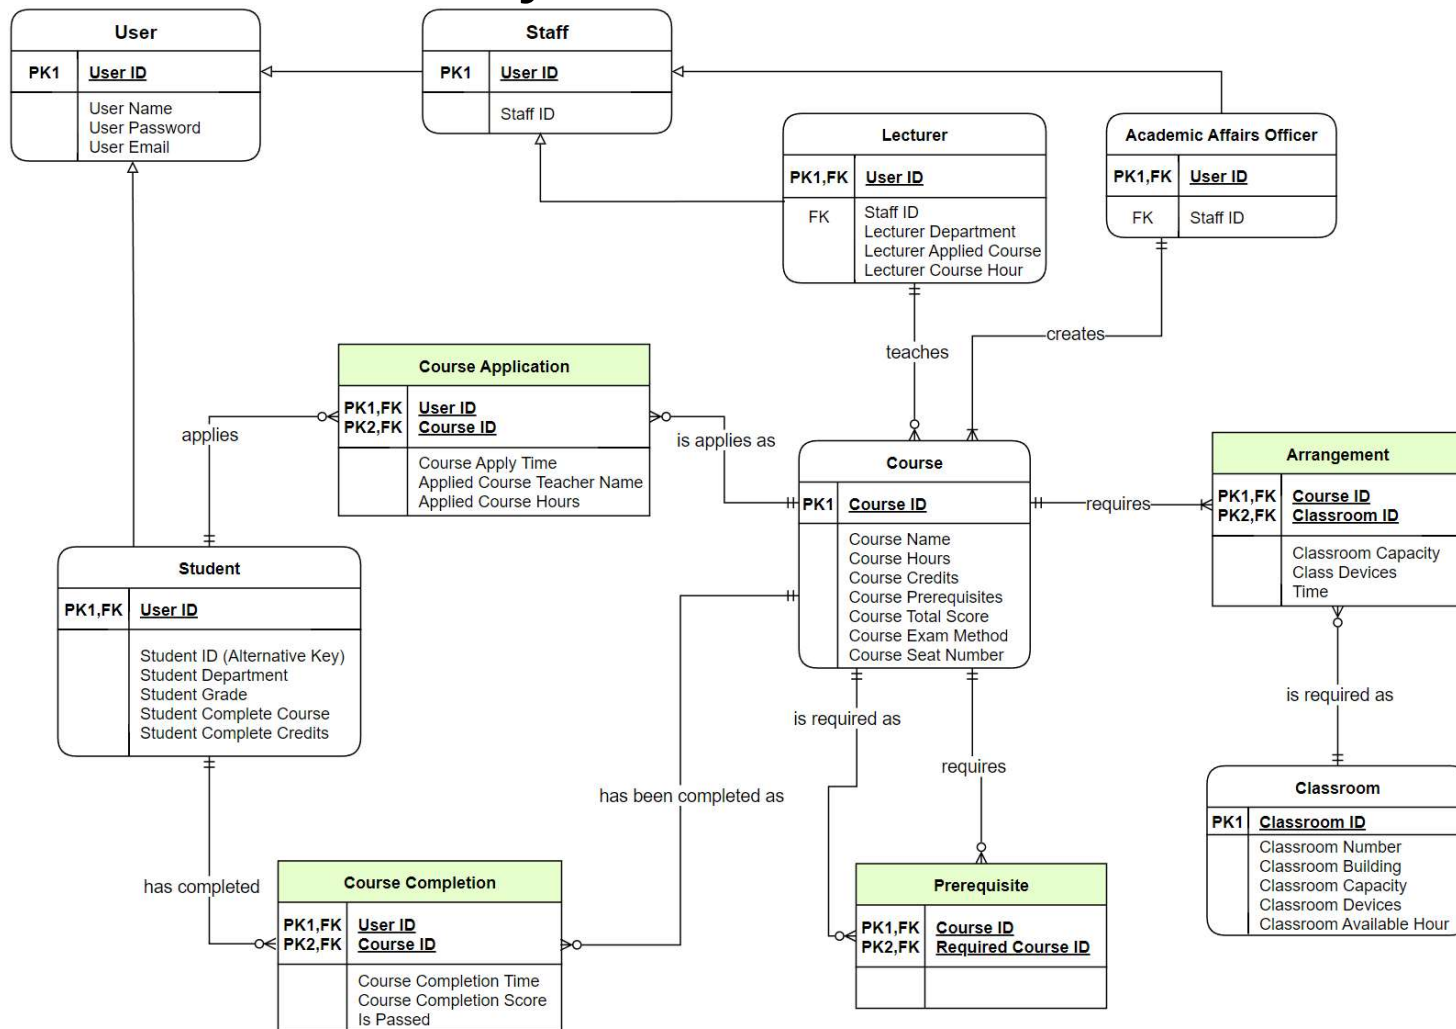 User
PK1 User ID
User Name
User Password
User Email
Staff
PK1 User ID
Staff ID
Lecturer
PK1,FK User ID
FK Staff ID
Lecturer Department
Lecturer Applied Course
Lecturer Course Hour
Academic Affairs Officer
PK1,FK User ID
FK Staff ID
teaches
creates
Course Application
PK1,FK User ID
PK2,FK Course ID
Course Apply Time
Applied Course Teacher Name
Applied Course Hours
applies
is applies as
Course
PK1 Course ID
Course Name
Course Hours
Course Credits
Course Prerequisites
Course Total Score
Course Exam Method
Course Seat Number
requires
Arrangement
PK1,FK Course ID
PK2,FK Classroom ID
Classroom Capacity
Class Devices
Time
Student
PK1,FK User ID
Student ID (Alternative Key)
Student Department
Student Grade
Student Complete Course
Student Complete Credits
is required as
is required as
requires
has been completed as
has completed
Classroom
PK1 Classroom ID
Classroom Number
Classroom Building
Classroom Capacity
Classroom Devices
Classroom Available Hour
Course Completion
PK1,FK User ID
PK2,FK Course ID
Course Completion Time
Course Completion Score
Is Passed
Prerequisite
PK1,FK Course ID
PK2,FK Required Course ID